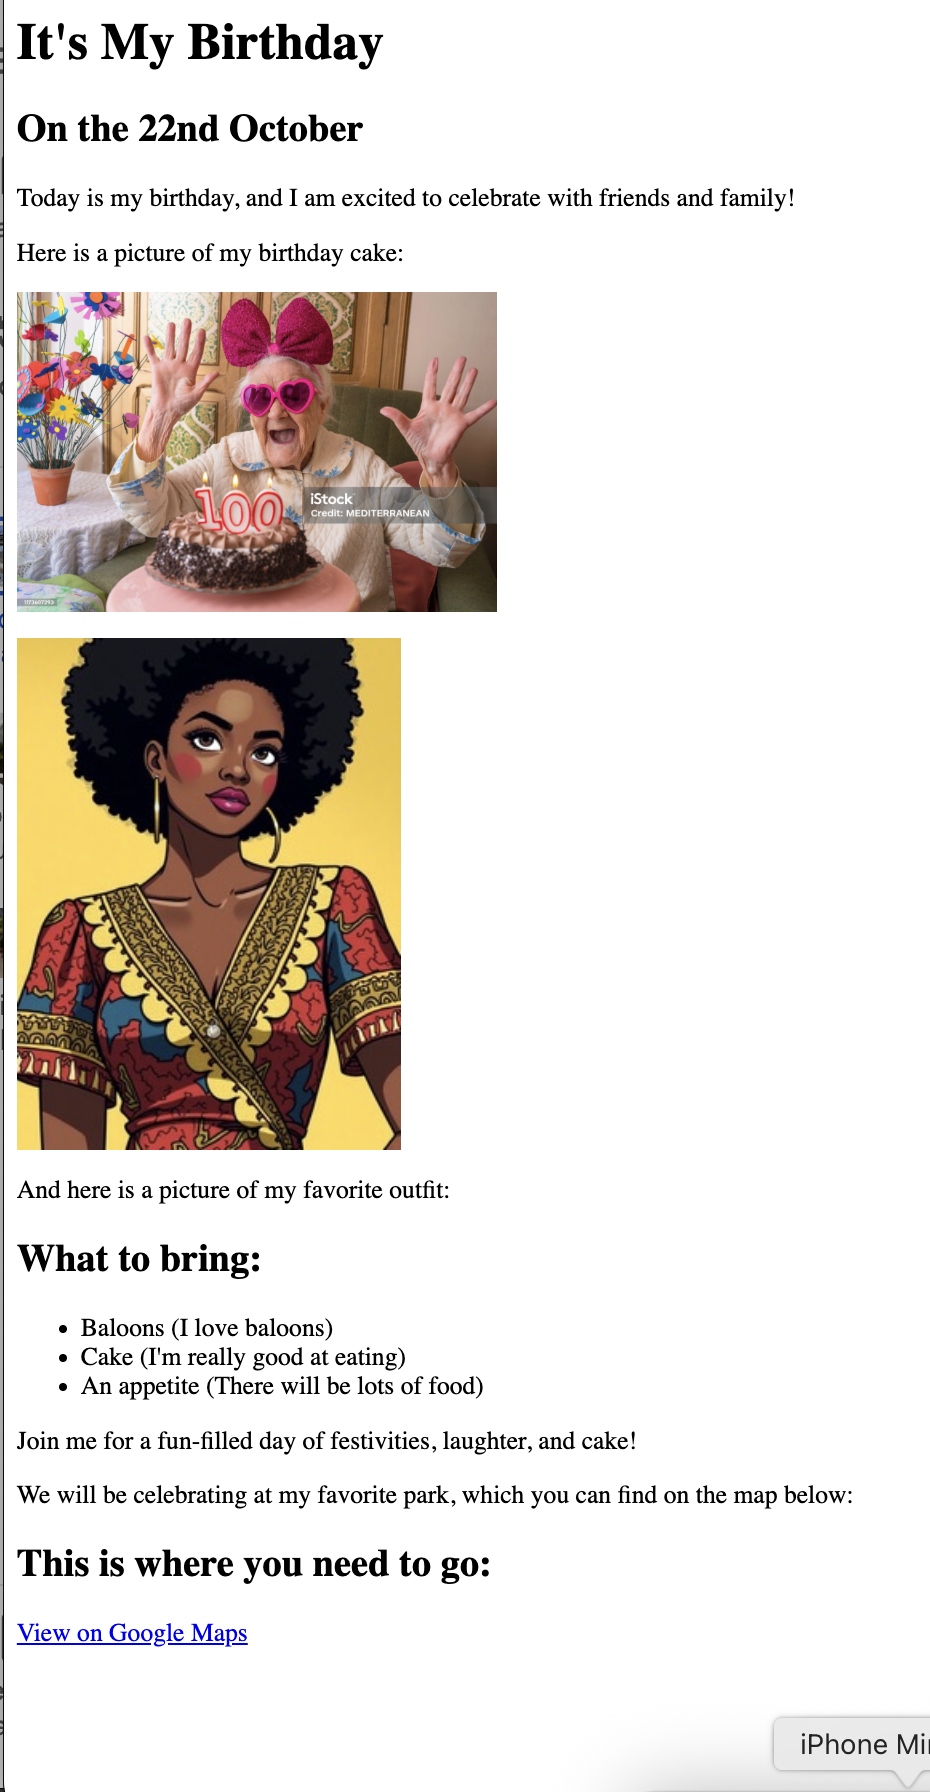 It's My Birthday
On the 22nd October
Today is my birthday, and I am excited to celebrate with friends and family!
Here is a picture of my birthday cake:
100
iStock
Credit: MEDITERRANEAN
1173607293
And here is a picture of my favorite outfit:
What to bring:
Baloons (I love baloons)
Cake (I'm really good at eating)
An appetite (There will be lots of food)
Join me for a fun-filled day of festivities, laughter, and cake!
We will be celebrating at my favorite park, which you can find on the map below:
This is where you need to go:
View on Google Maps
iPhone